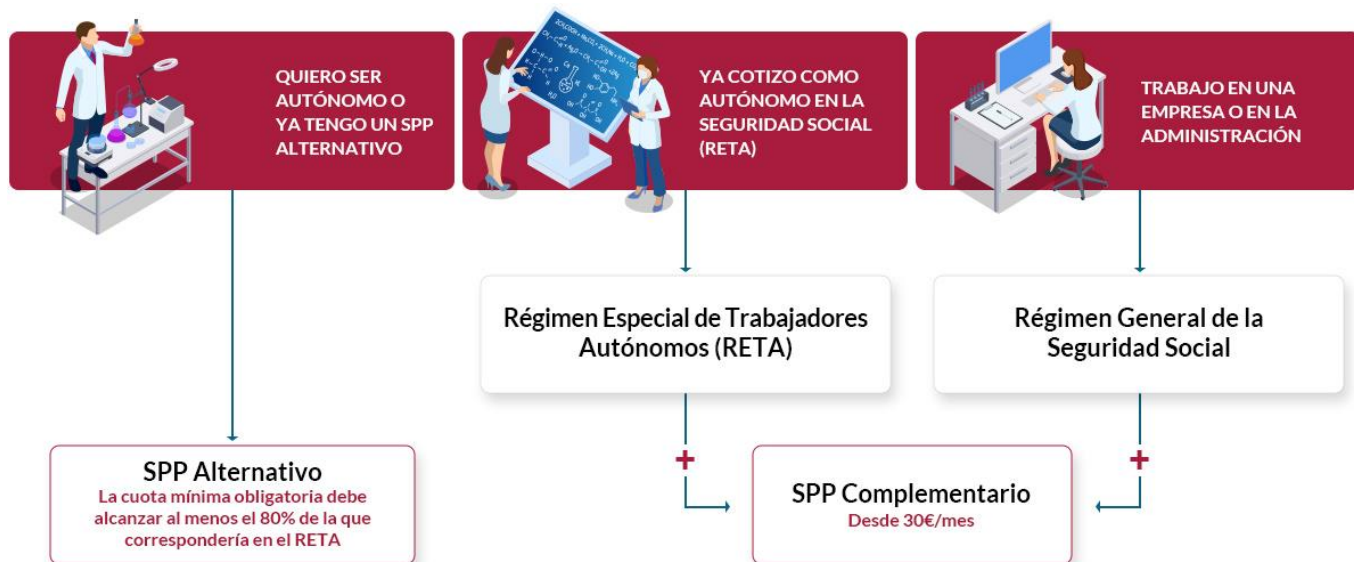 QUIERO SER
AUTÓNOMO O
YA TENGO UN SPP
ALTERNATIVO
YA COTIZO COMO
AUTÓNOMO EN LA
SEGURIDAD SOCIAL
(RETA)
TRABAJO EN UNA
EMPRESA O EN LA
ADMINISTRACIÓN
Régimen Especial de Trabajadores
Autónomos (RETA)
Régimen General de la
Seguridad Social
+
+
SPP Alternativo
La cuota mínima obligatoria debe
alcanzar al menos el 80% de la que
correspondería en el RETA
SPP Complementario
Desde 30€/mes